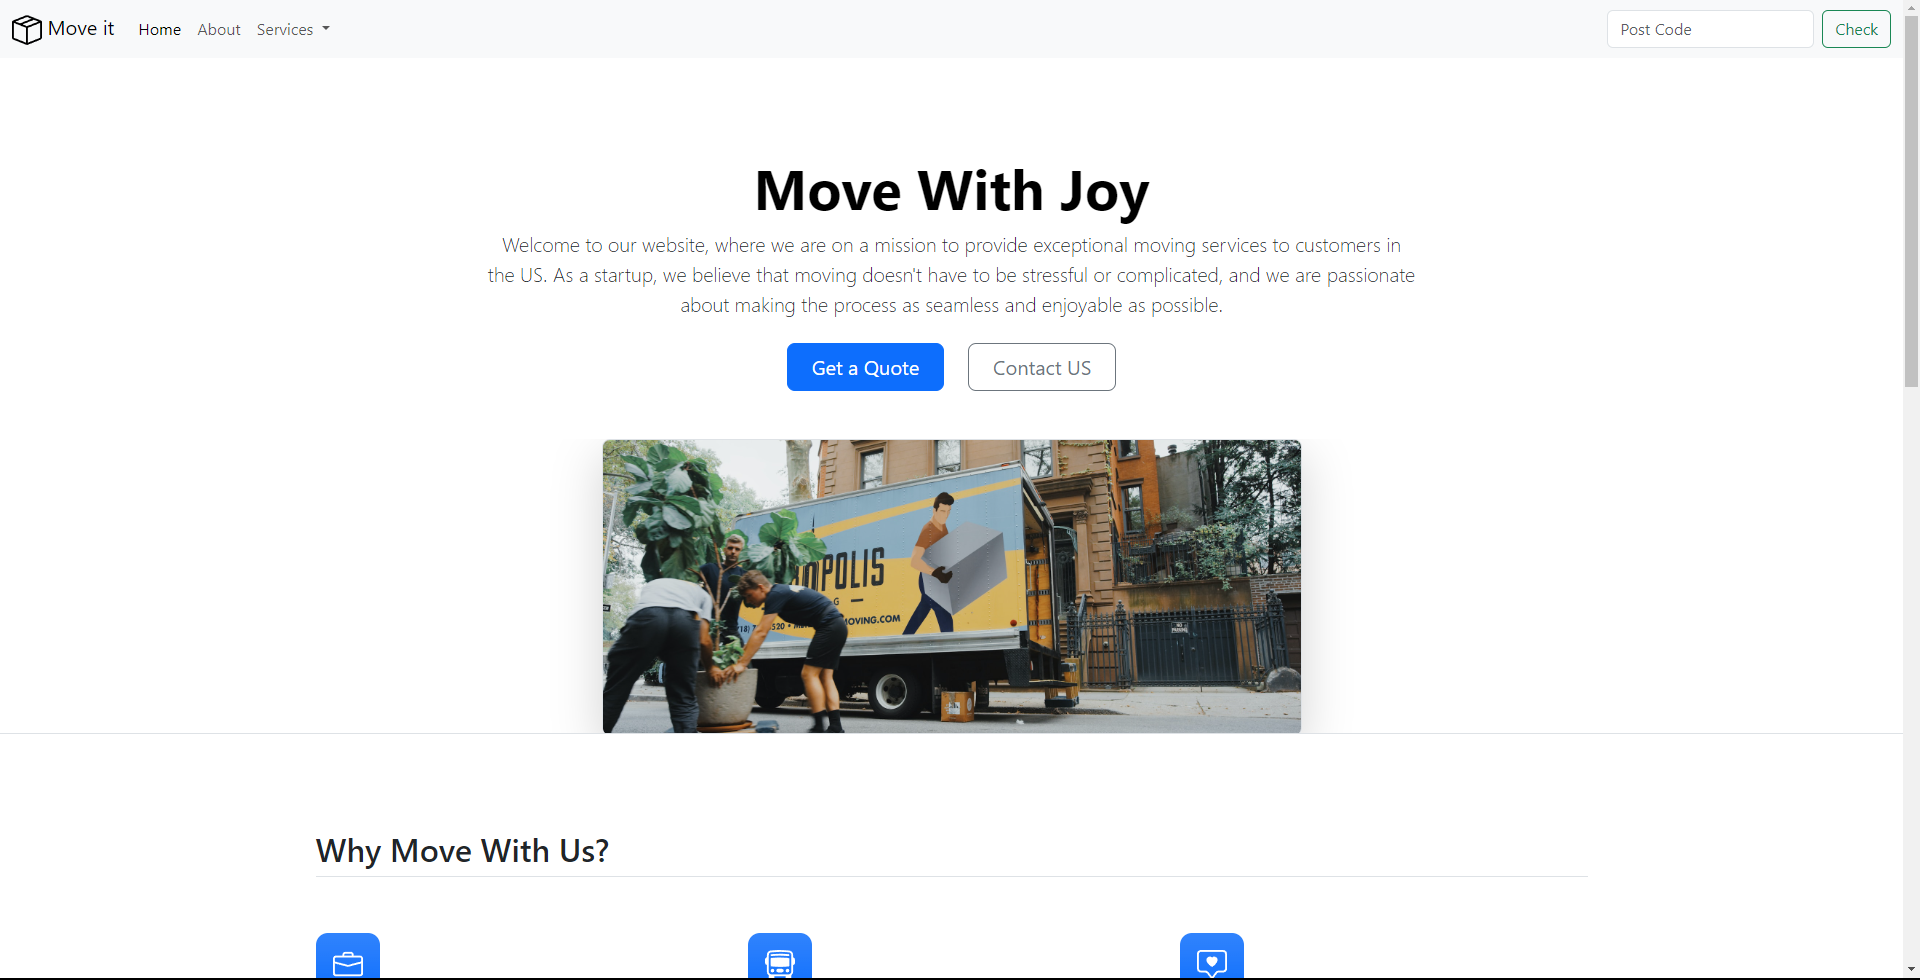 Move it
Home
About
Services
Post Code
Check
Move With Joy
Welcome to our website, where we are on a mission to provide exceptional moving services to customers in
the US. As a startup, we believe that moving doesn't have to be stressful or complicated, and we are passionate
about making the process as seamless and enjoyable as possible.
Get a Quote
Contact US
POLIS
G
MOVING.COM
NO
PARKING
Why Move With Us?